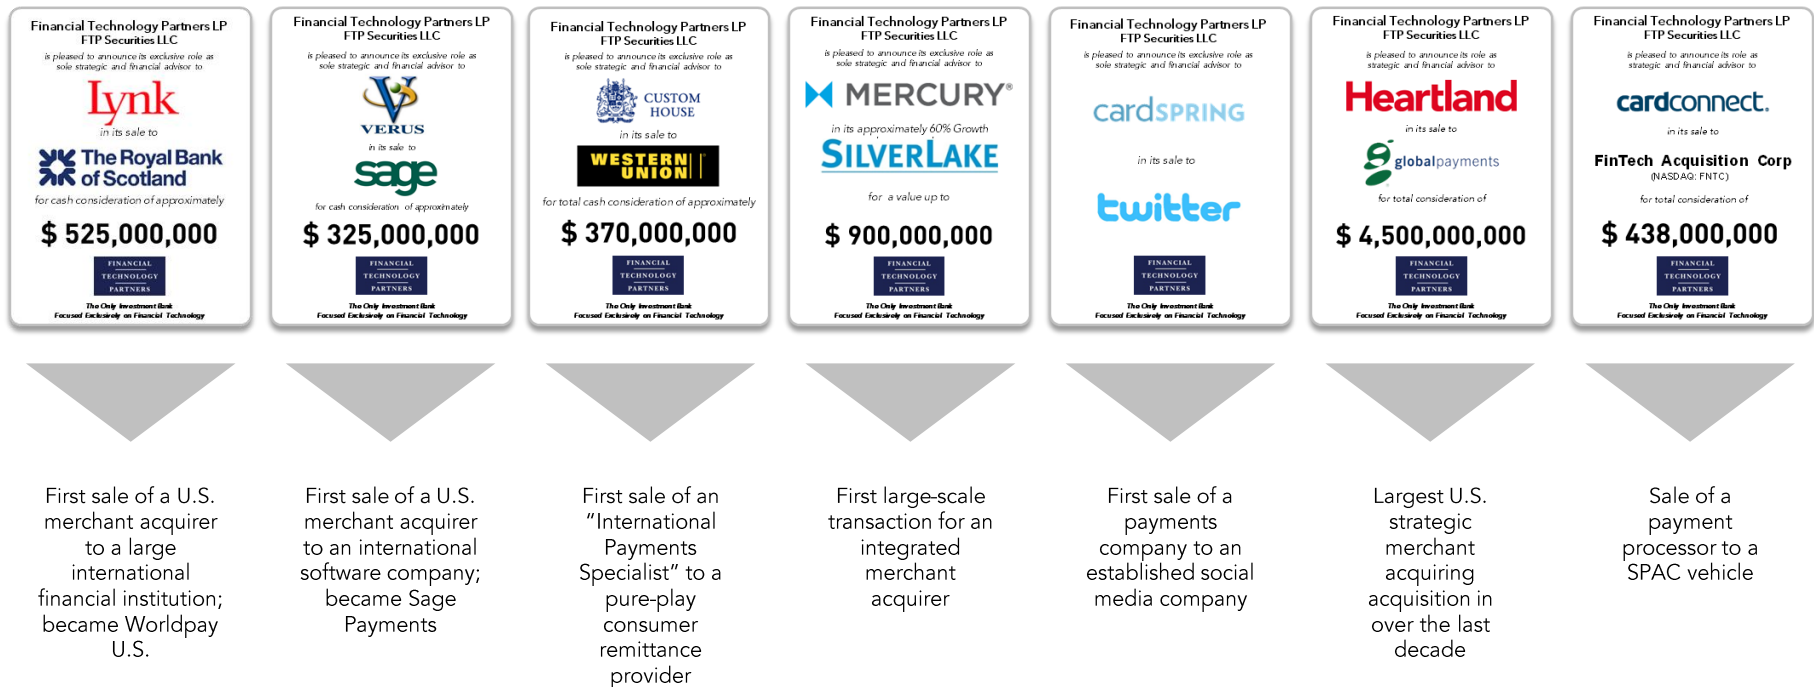 Financial Technology Partners LP
FTP Securities LLC
is pleased to announce its exclusive role as
sole strategic and financial advisor to
Lynk
in its sale to
The Royal Bank
of Scotland
for cash consideration of approximately
$ 525,000,000
FINANCIAL
TECHNOLOGY
PARTNERS
The Only Investment Bank
Focused Exclusively on Financial Technology
First sale of a U.S.
merchant acquirer
to a large
international
financial institution;
became Worldpay
U.S.
Financial Technology Partners LP
FTP Securities LLC
is pleased to announce its exclusive role as
sole strategic and financial advisor to
V
VERUS
in its sale to
sage
for cash consideration of approximately
$ 325,000,000
FINANCIAL
TECHNOLOGY
PARTNERS
The Only Investment Bank
Focused Exclusively on Financial Technology
First sale of a U.S.
merchant acquirer
to an international
software company;
became Sage
Payments
Financial Technology Partners LP
FTP Securities LLC
is pleased to announce its exclusive role as
sole strategic and financial advisor to
CUSTOM
HOUSE
in its sale to
WESTERN
UNION
for total cash consideration of approximately
$ 370,000,000
FINANCIAL
TECHNOLOGY
PARTNERS
The Only Investment Bank
Focused Exclusively on Financial Technology
First sale of an
“International
Payments
Specialist” to a
pure-play
consumer
remittance
provider
Financial Technology Partners LP
FTP Securities LLC
is pleased to announce its exclusive role as
sole strategic and financial advisor to
MERCURY®
in its approximately 60% Growth
SILVERLAKE
for a value up to
$ 900,000,000
FINANCIAL
TECHNOLOGY
PARTNERS
The Only Investment Bank
Focused Exclusively on Financial Technology
First large-scale
transaction for an
integrated
merchant
acquirer
Financial Technology Partners LP
FTP Securities LLC
is pleased to announce its exclusive role as
sole strategic and financial advisor to
cardSPRING
in its sale to
twitter
FINANCIAL
TECHNOLOGY
PARTNERS
The Only Investment Bank
Focused Exclusively on Financial Technology
First sale of a
payments
company to an
established social
media company
Financial Technology Partners LP
FTP Securities LLC
is pleased to announce its exclusive role as
strategic and financial advisor to
Heartland
in its sale to
globalpayments
for total consideration of
$ 4,500,000,000
FINANCIAL
TECHNOLOGY
PARTNERS
The Only Investment Bank
Focused Exclusively on Financial Technology
Largest U.S.
strategic
merchant
acquiring
acquisition in
over the last
decade
Financial Technology Partners LP
FTP Securities LLC
is pleased to announce its exclusive role as
strategic and financial advisor to
cardconnect.
in its sale to
FinTech Acquisition Corp
(NASDAQ: FNTC)
for total consideration of
$ 438,000,000
FINANCIAL
TECHNOLOGY
PARTNERS
The Only Investment Bank
Focused Exclusively on Financial Technology
Sale of a
payment
processor to a
SPAC vehicle